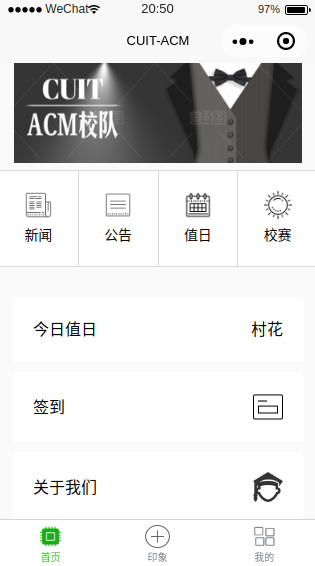 WeChat 20:50 97%
CUIT-ACM
CUIT
ACM校队
新闻 公告 值日 校赛
今日值日 村花
签到
关于我们
首页 印象 我的